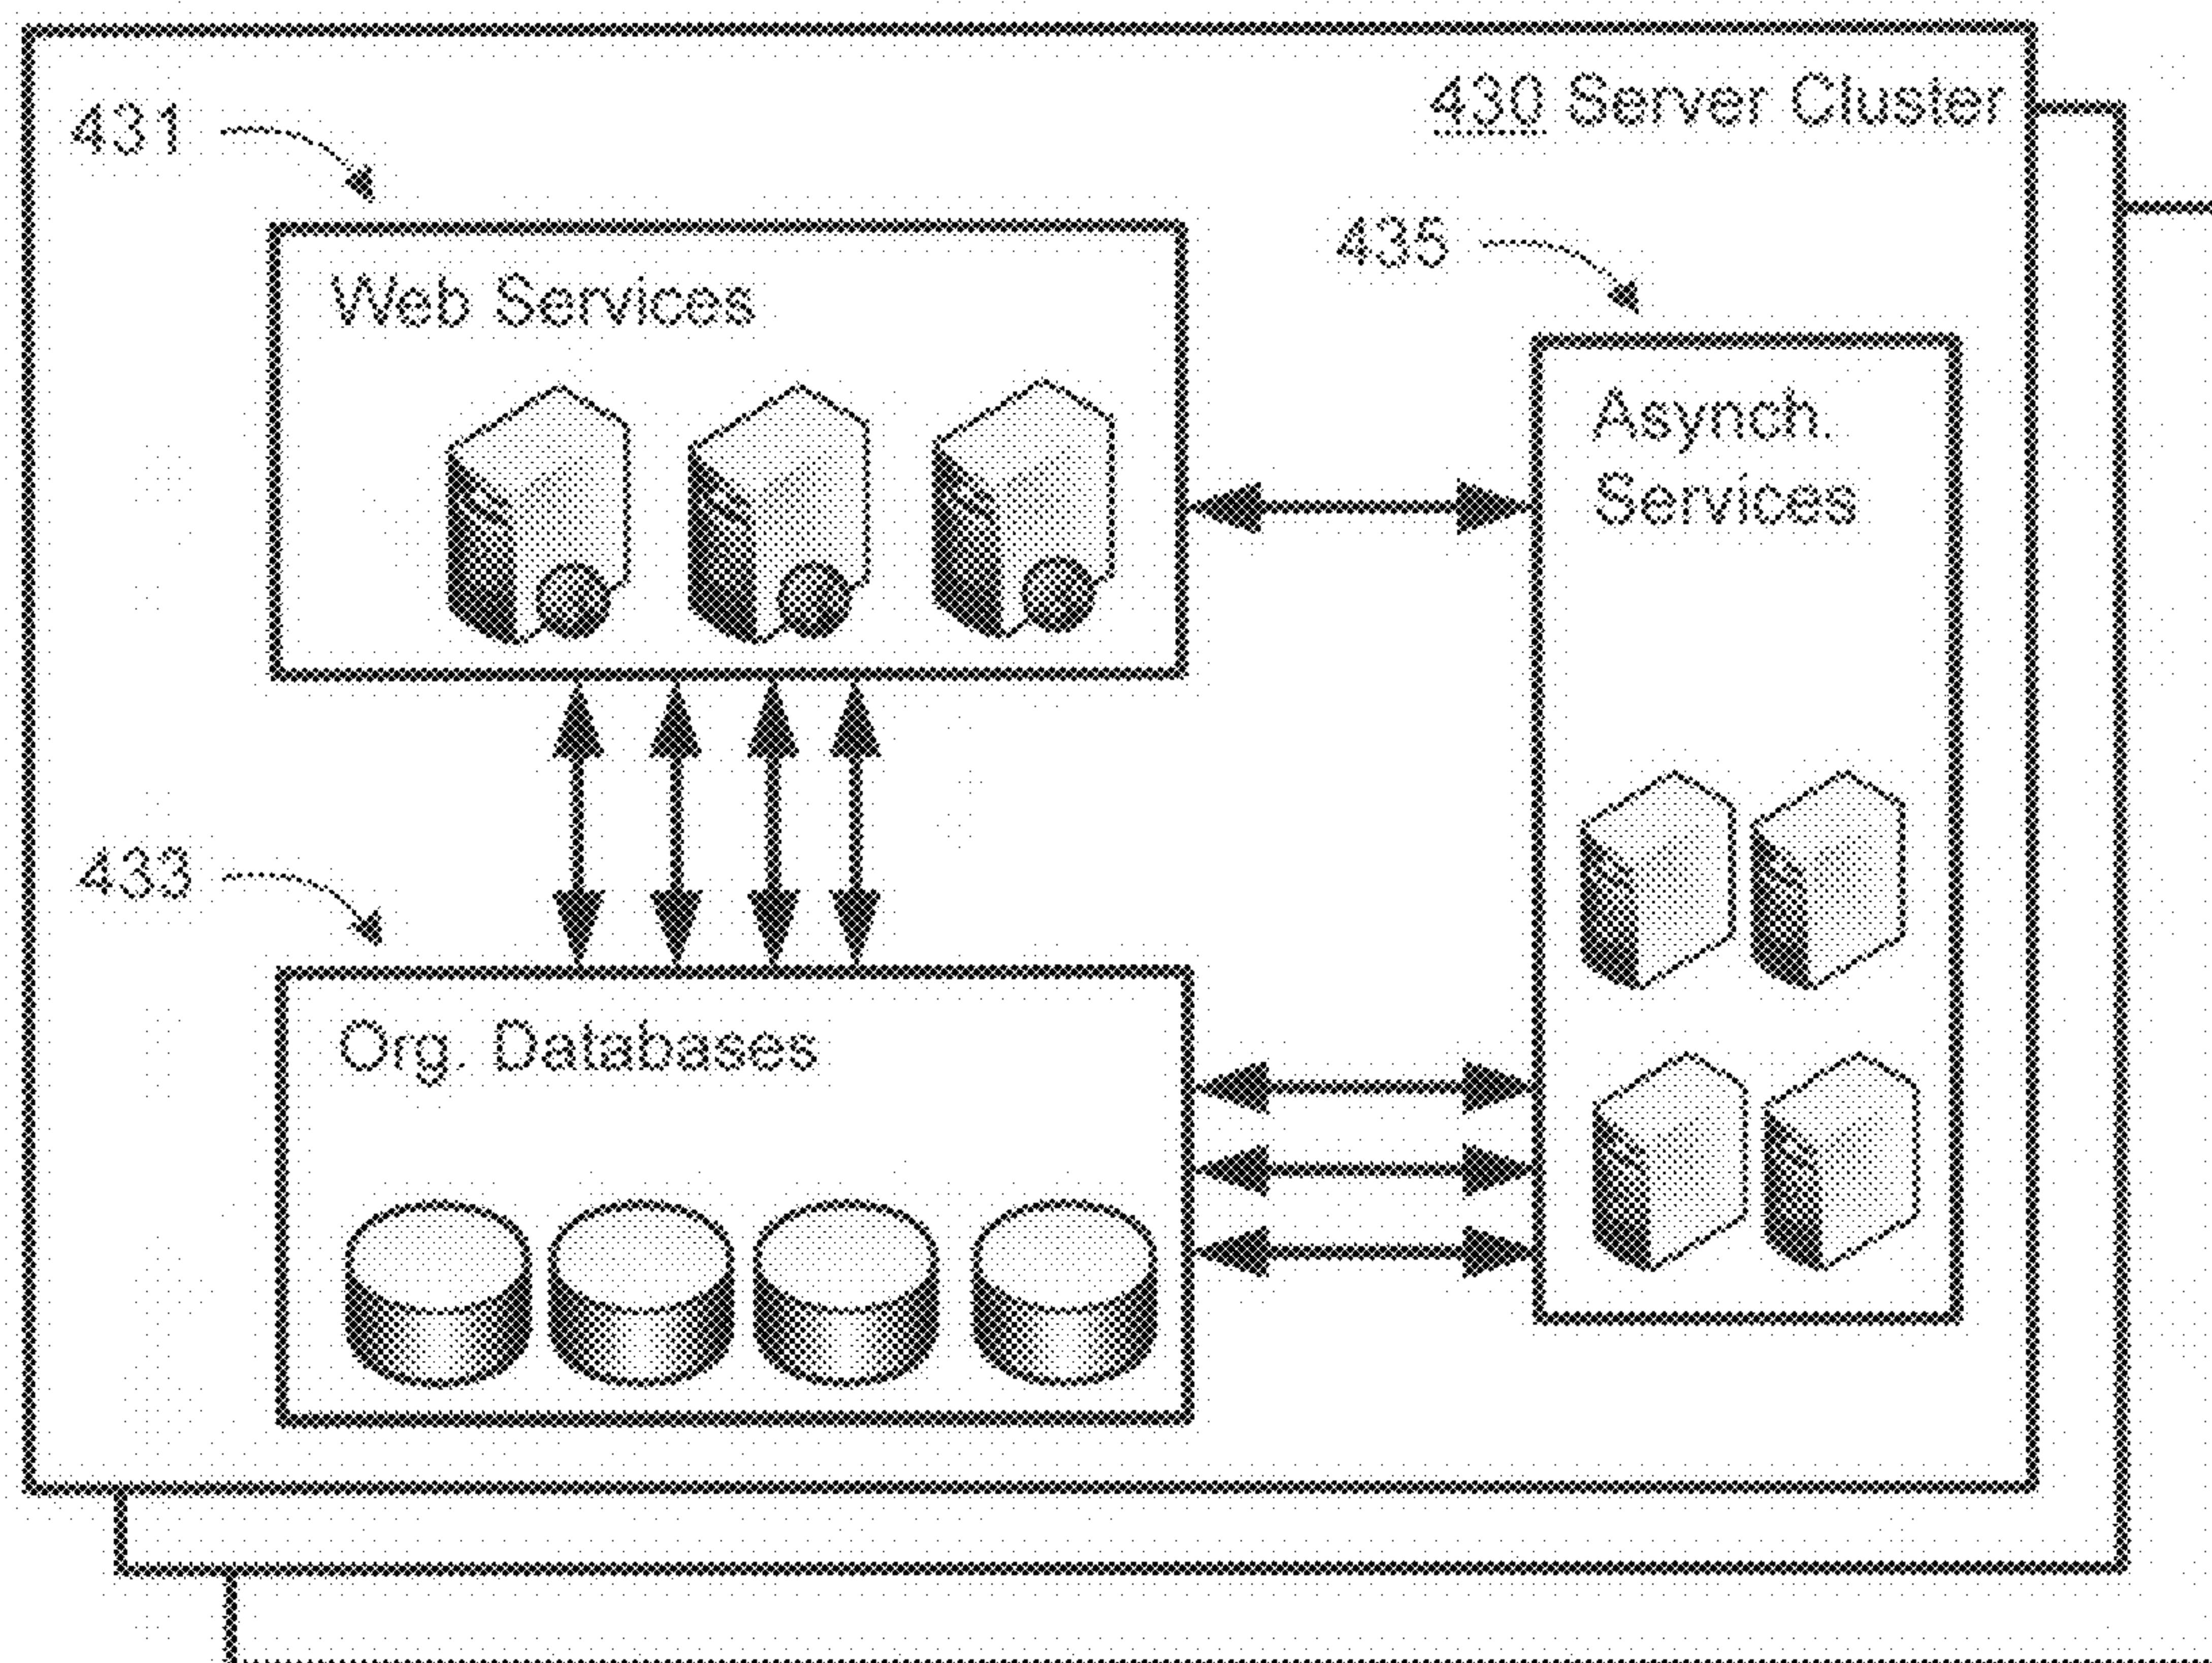 430 Server Cluster
431
435
Web Services
Asynch.
Services
433
Org. Databases